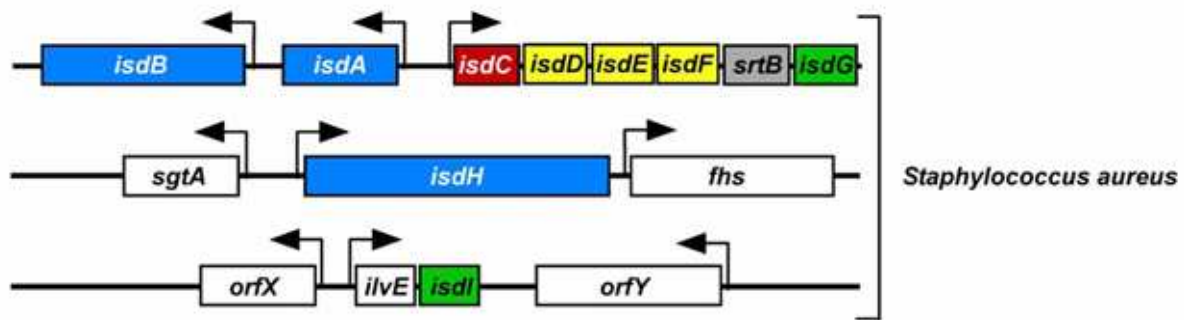 isdB isdA isdC isdD isdE isdF srtB isdG
sgtA isdH fhs
Staphylococcus aureus
orfX ilvE isdI orfY